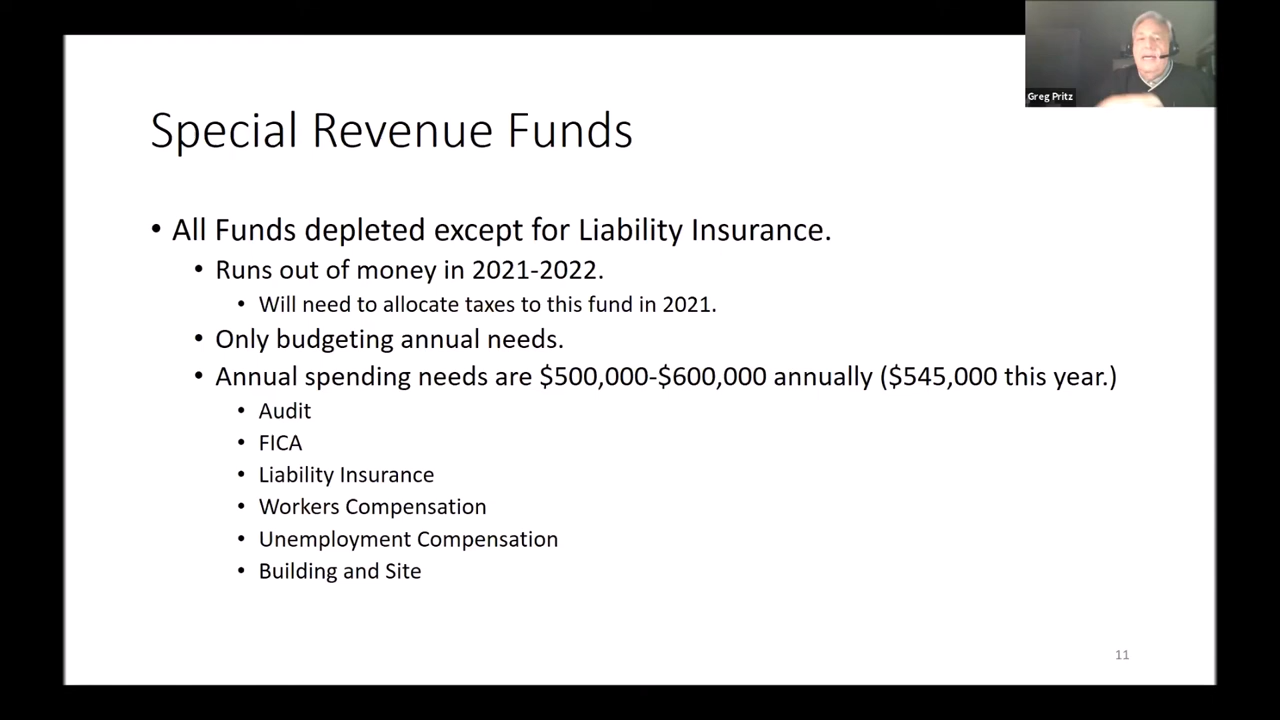 Greg Pritz
Special Revenue Funds
• All Funds depleted except for Liability Insurance.
• Runs out of money in 2021-2022.
• Will need to allocate taxes to this fund in 2021.
• Only budgeting annual needs.
• Annual spending needs are $500,000-$600,000 annually ($545,000 this year.)
• Audit
• FICA
• Liability Insurance
• Workers Compensation
• Unemployment Compensation
• Building and Site
11